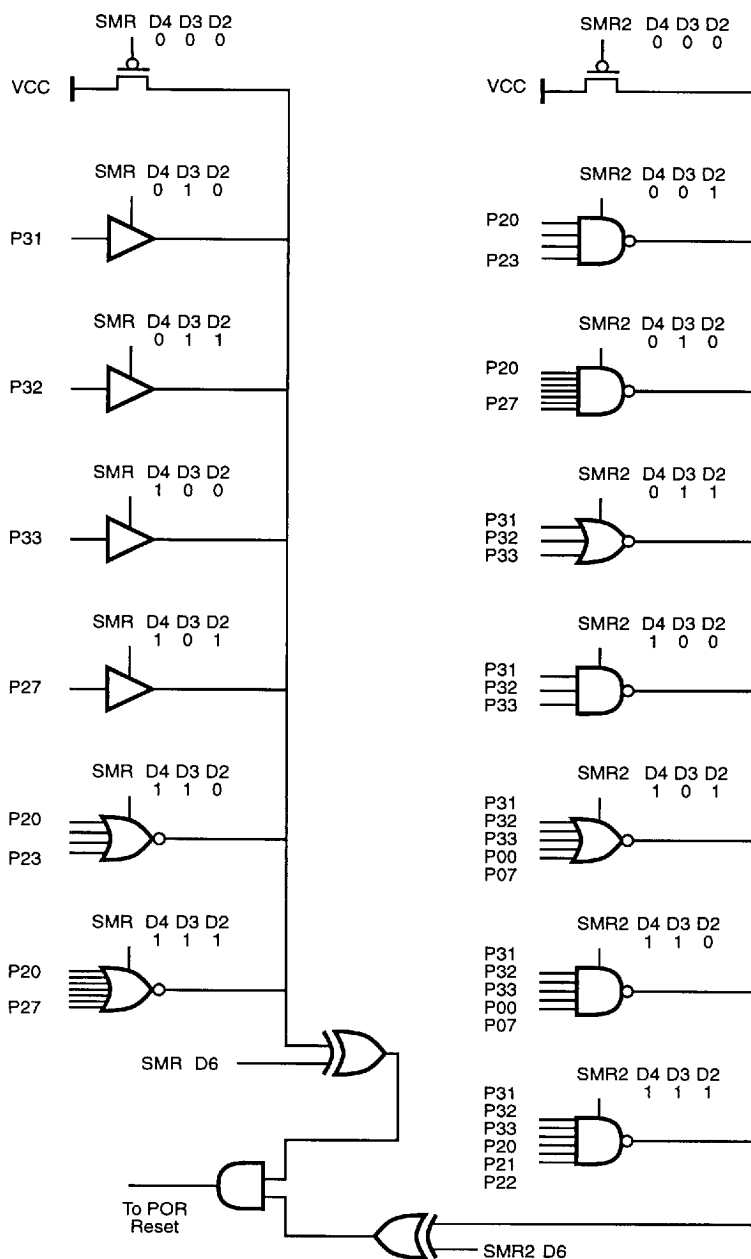 SMR D4 D3 D2
0 0 0
VCC
SMR D4 D3 D2
0 1 0
P31
SMR D4 D3 D2
0 1 1
P32
SMR D4 D3 D2
1 0 0
P33
SMR D4 D3 D2
1 0 1
P27
SMR D4 D3 D2
1 1 0
P20
P23
SMR D4 D3 D2
1 1 1
P20
P27
SMR D6
To POR
Reset
SMR2 D4 D3 D2
0 0 0
VCC
SMR2 D4 D3 D2
0 0 1
P20
P23
SMR2 D4 D3 D2
0 1 0
P20
P27
SMR2 D4 D3 D2
0 1 1
P31
P32
P33
SMR2 D4 D3 D2
1 0 0
P31
P32
P33
SMR2 D4 D3 D2
1 0 1
P31
P32
P33
P00
P07
SMR2 D4 D3 D2
1 1 0
P31
P32
P33
P00
P07
SMR2 D4 D3 D2
1 1 1
P31
P32
P33
P20
P21
P22
SMR2 D6